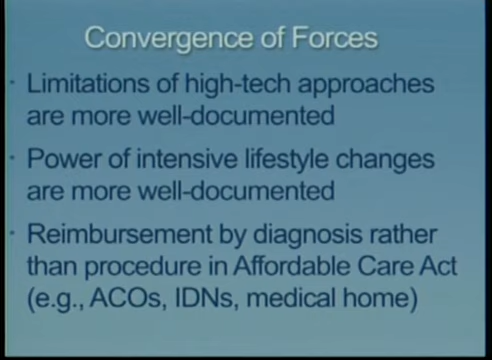 Convergence of Forces
· Limitations of high-tech approaches
are more well-documented
· Power of intensive lifestyle changes
are more well-documented
· Reimbursement by diagnosis rather
than procedure in Affordable Care Act
(e.g., ACOs, IDNs, medical home)